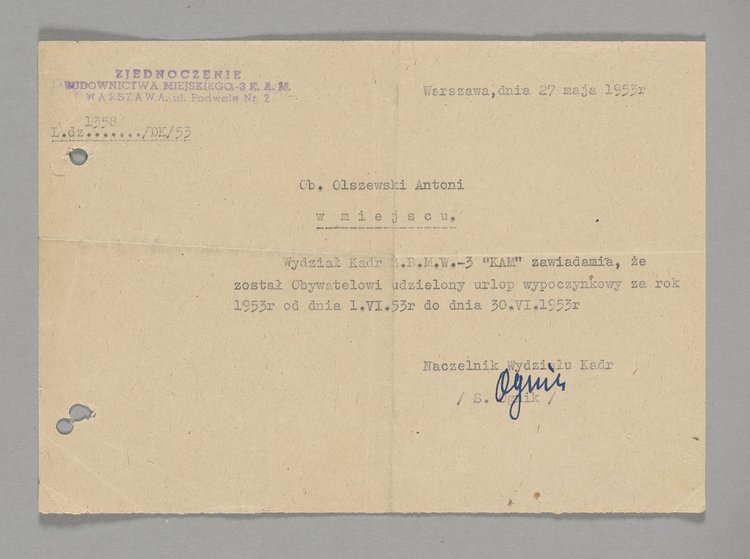 ZJEDNOCZENIE
BUDOWNICTWA MIEJSKIEGO-3 K. A. M.
WARSZAWA, ul. Podwale Nr. 2
Warszawa,dnia 27 maja 1953r
1358
L.dz......../DK/53
Ob. Olszewski Antoni
w miejscu.
Wydział Kadr Z.B.M.W.-3 "KAM" zawiadamia, że
został Obywatelowi udzielony urlop wypoczynkowy za rok
1953r od dnia 1.VI.53r do dnia 30.VI.1953r
Naczelnik Wydziału Kadr
Ognik
/ S. Ognik /